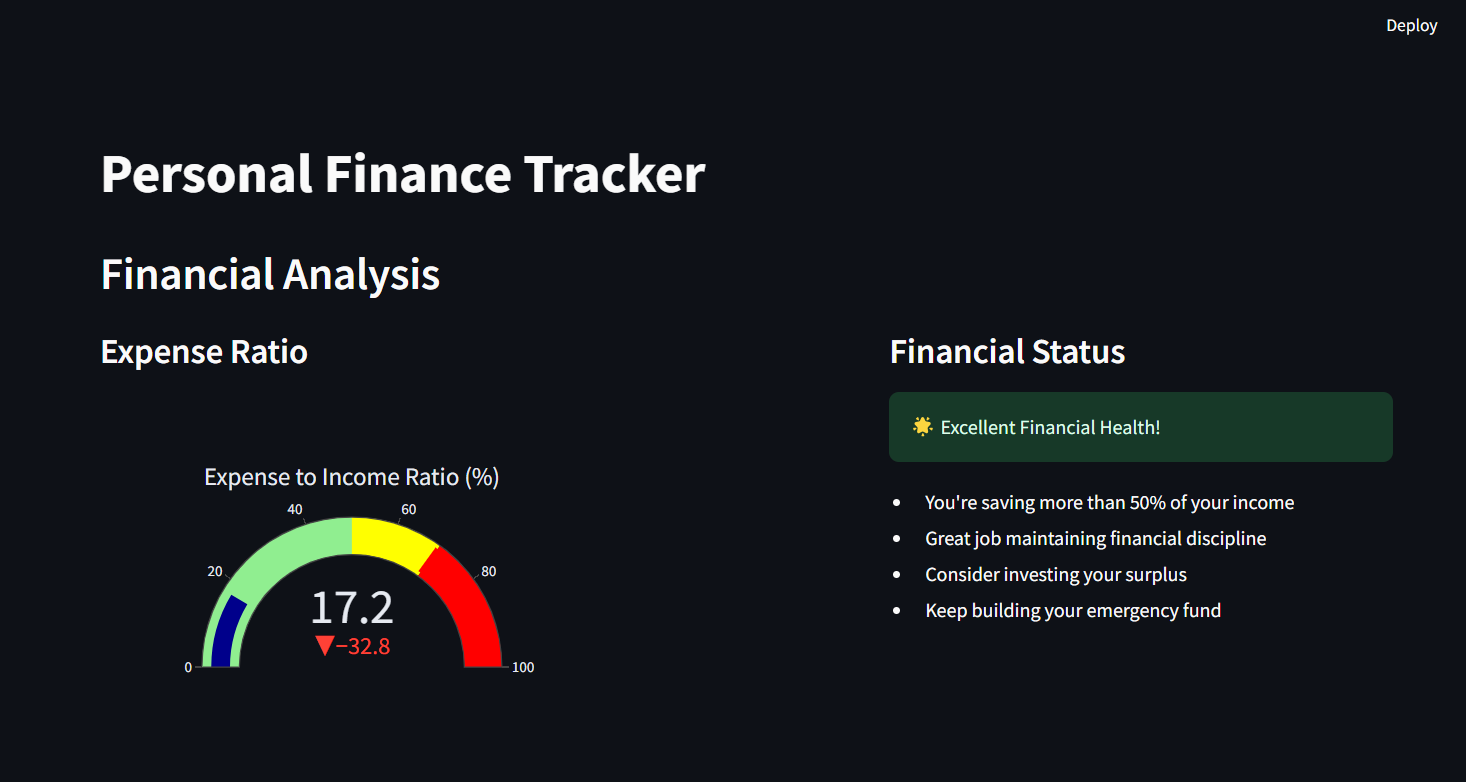 Deploy
Personal Finance Tracker
Financial Analysis
Expense Ratio
Expense to Income Ratio (%)
0
20
40
60
80
100
17.2
▼−32.8
Financial Status
🌟 Excellent Financial Health!
• You're saving more than 50% of your income
• Great job maintaining financial discipline
• Consider investing your surplus
• Keep building your emergency fund